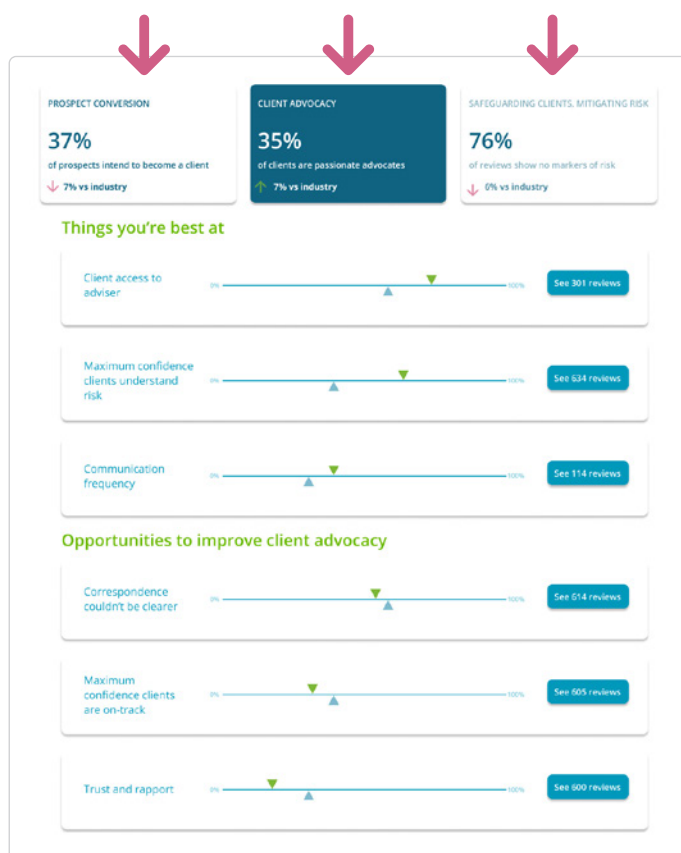 PROSPECT CONVERSION
37%
of prospects intend to become a client
7% vs industry
CLIENT ADVOCACY
35%
of clients are passionate advocates
7% vs industry
SAFEGUARDING CLIENTS, MITIGATING RISK
76%
of reviews show no markers of risk
6% vs industry
Things you're best at
Client access to
adviser
0%
100%
See 301 reviews
Maximum confidence
clients understand
risk
0%
100%
See 634 reviews
Communication
frequency
0%
100%
See 114 reviews
Opportunities to improve client advocacy
Correspondence
couldn't be clearer
0%
100%
See 614 reviews
Maximum
confidence clients
are on-track
0%
100%
See 605 reviews
Trust and rapport
0%
100%
See 600 reviews